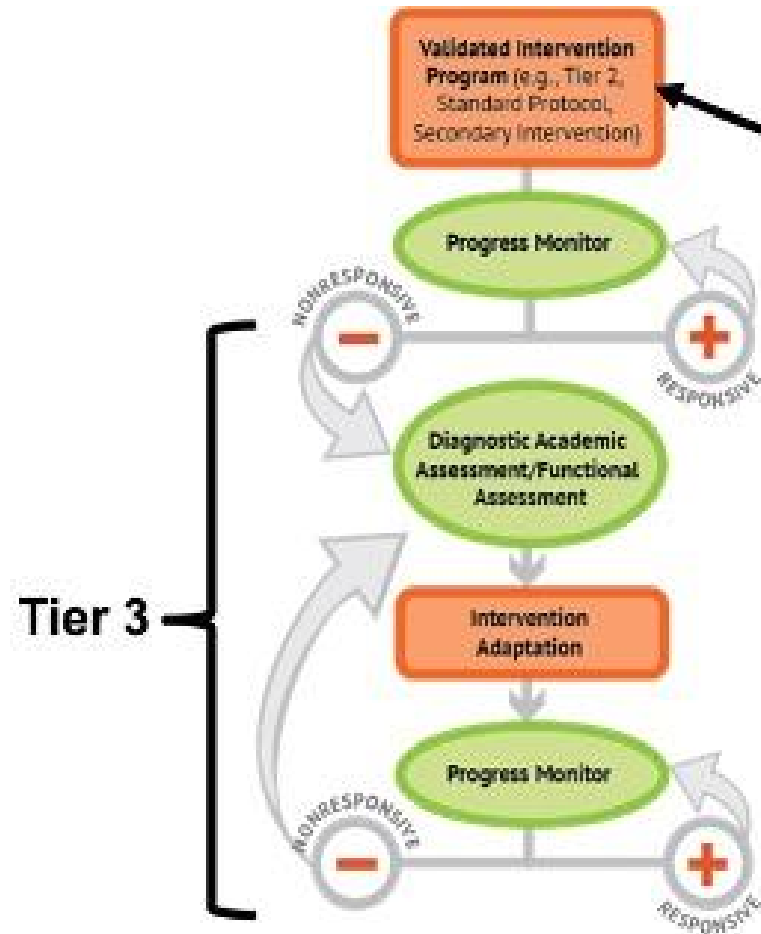 Validated Intervention
Program (e.g., Tier 2,
Standard Protocol,
Secondary Intervention)
Progress Monitor
NONRESPONSIVE
RESPONSIVE
Diagnostic Academic
Assessment/Functional
Assessment
Tier 3
Intervention
Adaptation
Progress Monitor
NONRESPONSIVE
RESPONSIVE